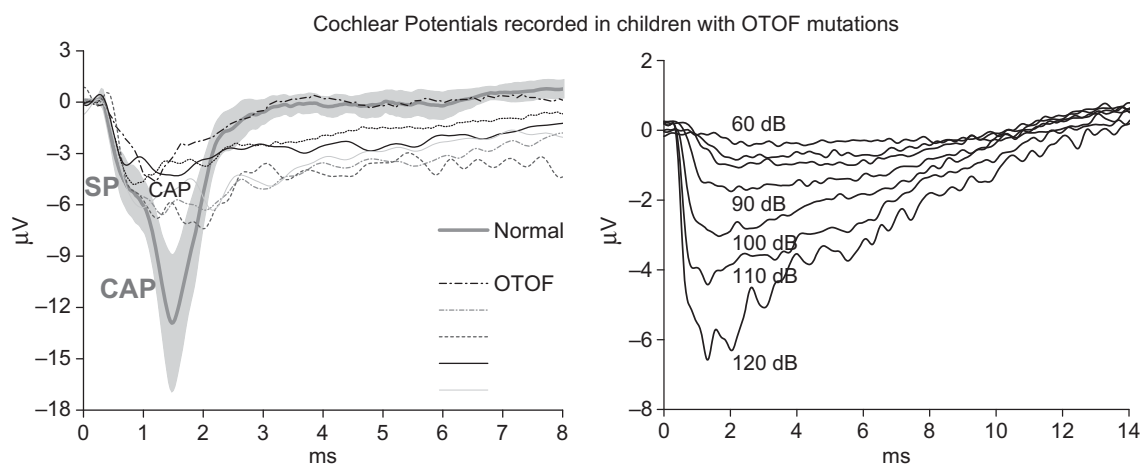 Cochlear Potentials recorded in children with OTOF mutations
3
0
–3
–6
–9
–12
–15
–18
μV
SP
CAP
CAP
Normal
OTOF
0 1 2 3 4 5 6 7 8
ms
2
0
–2
–4
–6
–8
μV
60 dB
90 dB
100 dB
110 dB
120 dB
0 2 4 6 8 10 12 14
ms